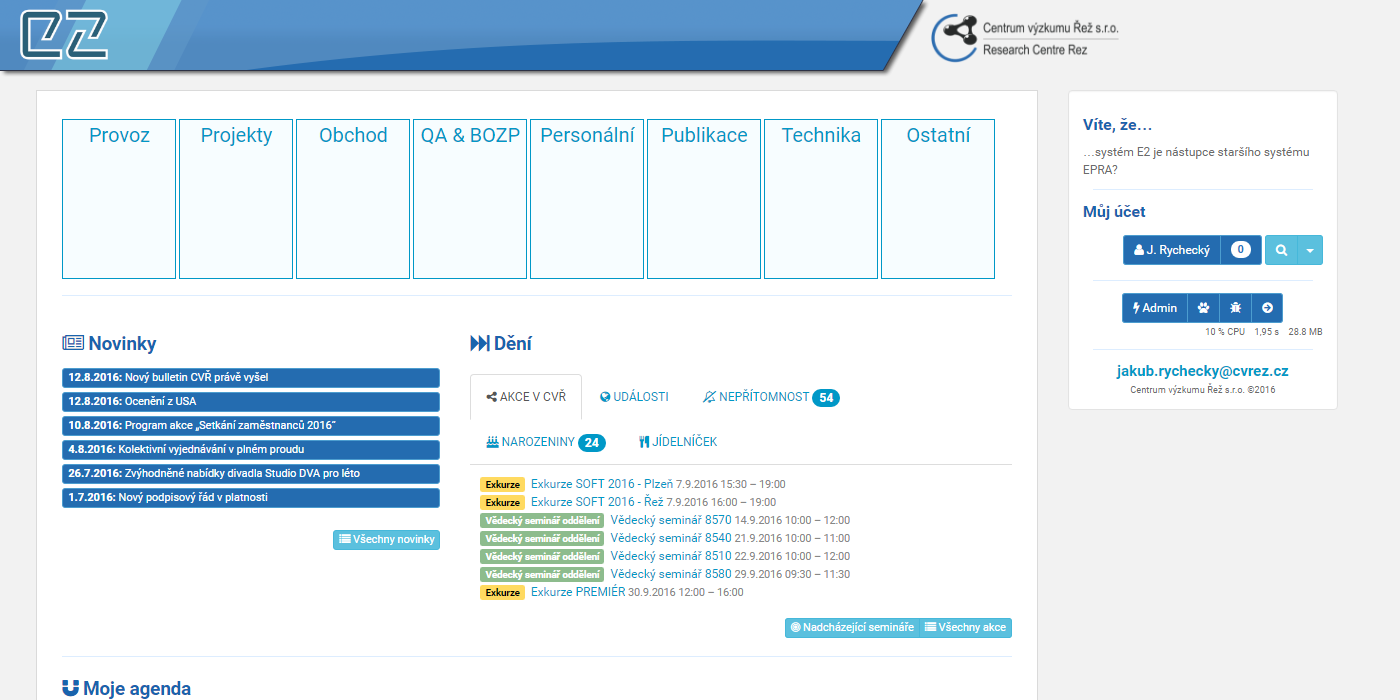 Centrum výzkumu Řež s.r.o.
Research Centre Rez
Provoz
Projekty
Obchod
QA & BOZP
Personální
Publikace
Technika
Ostatní
Novinky
12.8.2016: Nový bulletin CVŘ právě vyšel
12.8.2016: Ocenění z USA
10.8.2016: Program akce „Setkání zaměstnanců 2016“
4.8.2016: Kolektivní vyjednávání v plném proudu
26.7.2016: Zvýhodněné nabídky divadla Studio DVA pro léto
1.7.2016: Nový podpisový řád v platnosti
Všechny novinky
Dění
AKCE V CVŘ
UDÁLOSTI
NEPŘÍTOMNOST 54
NAROZENINY 24
JÍDELNÍČEK
Exkurze Exkurze SOFT 2016 - Plzeň 7.9.2016 15:30 – 19:00
Exkurze Exkurze SOFT 2016 - Řež 7.9.2016 16:00 – 19:00
Vědecký seminář oddělení Vědecký seminář 8570 14.9.2016 10:00 – 12:00
Vědecký seminář oddělení Vědecký seminář 8540 21.9.2016 10:00 – 11:00
Vědecký seminář oddělení Vědecký seminář 8510 22.9.2016 10:00 – 12:00
Vědecký seminář oddělení Vědecký seminář 8580 29.9.2016 09:30 – 11:30
Exkurze Exkurze PREMIÉR 30.9.2016 12:00 – 16:00
Nadcházející semináře
Všechny akce
Moje agenda
Víte, že…
…systém E2 je nástupce staršího systému
EPRA?
Můj účet
J. Rychecký 0
Admin
10 % CPU 1,95 s 28.8 MB
jakub.rychecky@cvrez.cz
Centrum výzkumu Řež s.r.o. ©2016